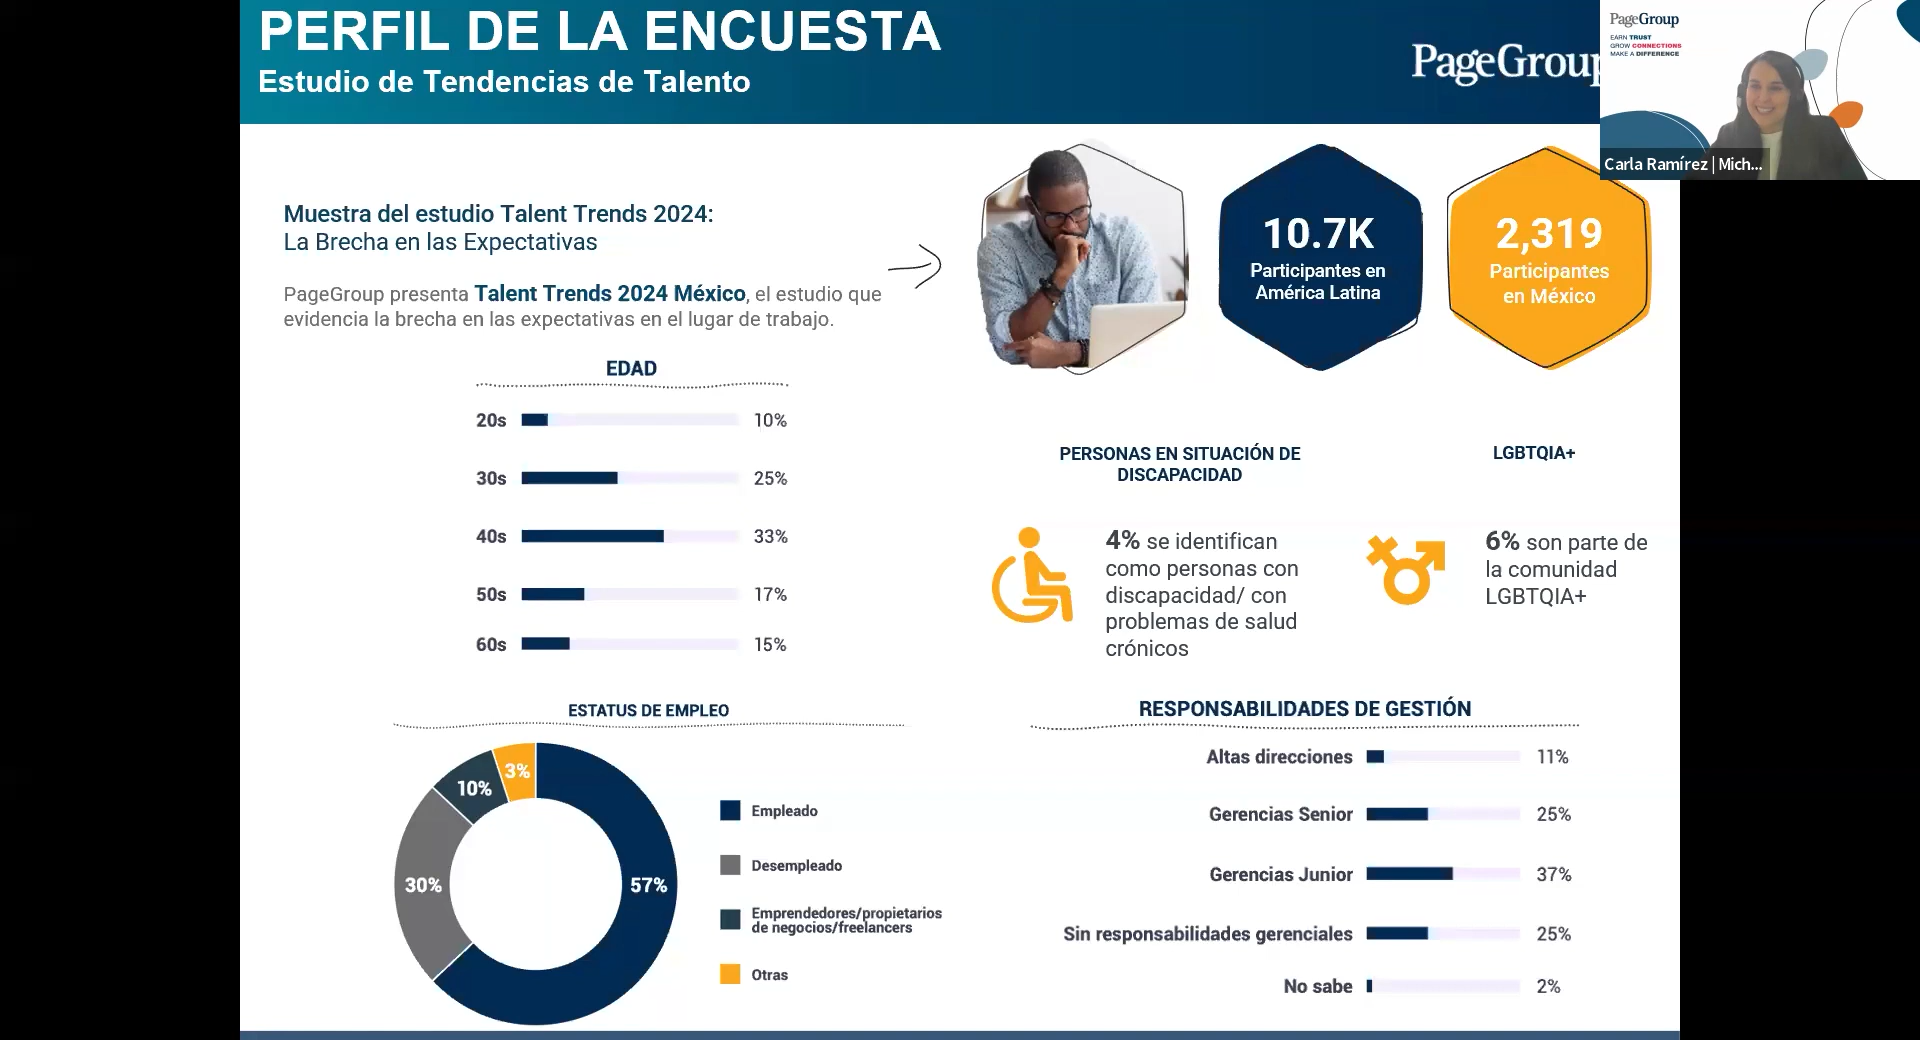 PERFIL DE LA ENCUESTA
Estudio de Tendencias de Talento
PageGroup
PageGroup
EARN TRUST
GROW CONNECTIONS
MAKE A DIFFERENCE
Carla Ramírez | Mich...
Muestra del estudio Talent Trends 2024:
La Brecha en las Expectativas
PageGroup presenta Talent Trends 2024 México, el estudio que
evidencia la brecha en las expectativas en el lugar de trabajo.
10.7K
Participantes en
América Latina
2,319
Participantes
en México
EDAD
20s 10%
30s 25%
40s 33%
50s 17%
60s 15%
PERSONAS EN SITUACIÓN DE
DISCAPACIDAD
4% se identifican
como personas con
discapacidad/ con
problemas de salud
crónicos
LGBTQIA+
6% son parte de
la comunidad
LGBTQIA+
ESTATUS DE EMPLEO
3%
10%
30%
57%
Empleado
Desempleado
Emprendedores/propietarios
de negocios/freelancers
Otras
RESPONSABILIDADES DE GESTIÓN
Altas direcciones 11%
Gerencias Senior 25%
Gerencias Junior 37%
Sin responsabilidades gerenciales 25%
No sabe 2%